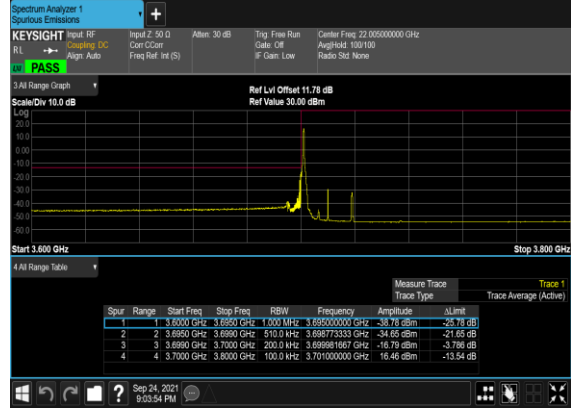 Spectrum Analyzer 1
Spurious Emissions
KEYSIGHT Input: RF Input Z: 50 Ω Atten: 30 dB Trig: Free Run Center Freq: 22.005000000 GHz
RL Coupling: DC Corr CCorr Gate: Off Avg|Hold: 100/100
Align: Auto Freq Ref: Int (S) IF Gain: Low Radio Std: None
PASS
3 All Range Graph
Ref Lvl Offset 11.78 dB
Scale/Div 10.0 dB Ref Value 30.00 dBm
Log
20.0
10.0
0.00
-10.0
-20.0
-30.0
-40.0
-50.0
-60.0
Start 3.600 GHz Stop 3.800 GHz
4 All Range Table
Measure Trace Trace 1
Trace Type Trace Average (Active)
Spur Range Start Freq Stop Freq RBW Frequency Amplitude ΔLimit
1 1 3.6000 GHz 3.6950 GHz 1.000 MHz 3.695000000 GHz -38.78 dBm -25.78 dB
2 2 3.6950 GHz 3.6990 GHz 510.0 kHz 3.698773333 GHz -34.65 dBm -21.65 dB
3 3 3.6990 GHz 3.7000 GHz 200.0 kHz 3.699981667 GHz -16.79 dBm -3.786 dB
4 4 3.7000 GHz 3.8000 GHz 100.0 kHz 3.701000000 GHz 16.46 dBm -13.54 dB
Sep 24, 2021
9:03:54 PM